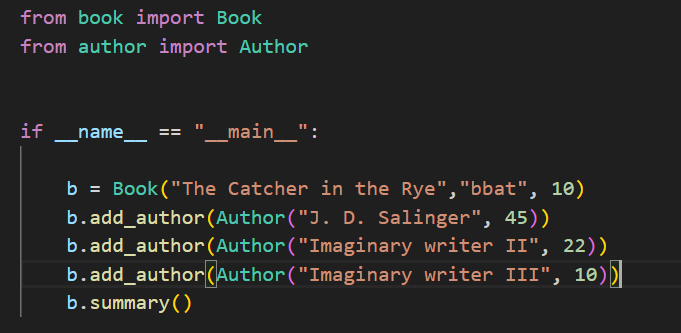 from book import Book
from author import Author
if __name__ == "__main__":
b = Book("The Catcher in the Rye","bbat", 10)
b.add_author(Author("J. D. Salinger", 45))
b.add_author(Author("Imaginary writer II", 22))
b.add_author(Author("Imaginary writer III", 10))
b.summary()